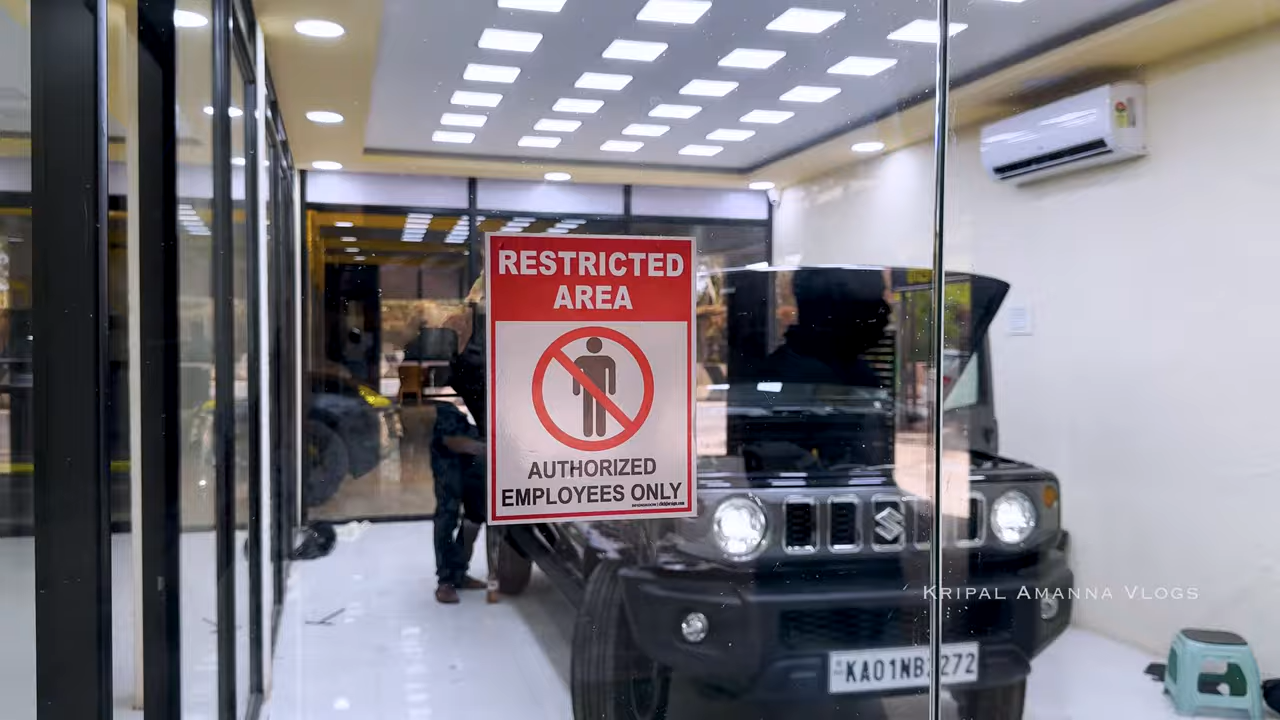 RESTRICTED
AREA
AUTHORIZED
EMPLOYEES ONLY
Kripal Amanna Vlogs